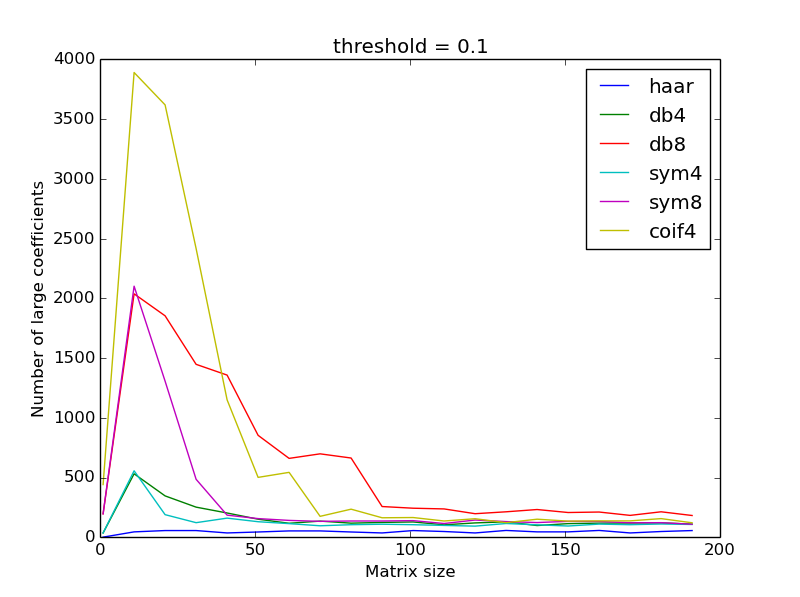 threshold = 0.1
4000
3500
3000
2500
2000
1500
1000
500
0
Number of large coefficients
haar
db4
db8
sym4
sym8
coif4
0
50
100
150
200
Matrix size